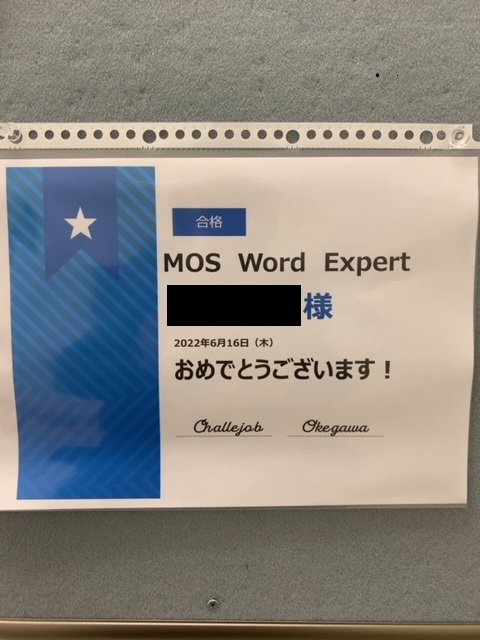 合格
MOS Word Expert
様
2022年6月16日（木）
おめでとうございます！
Challejob Okegawa